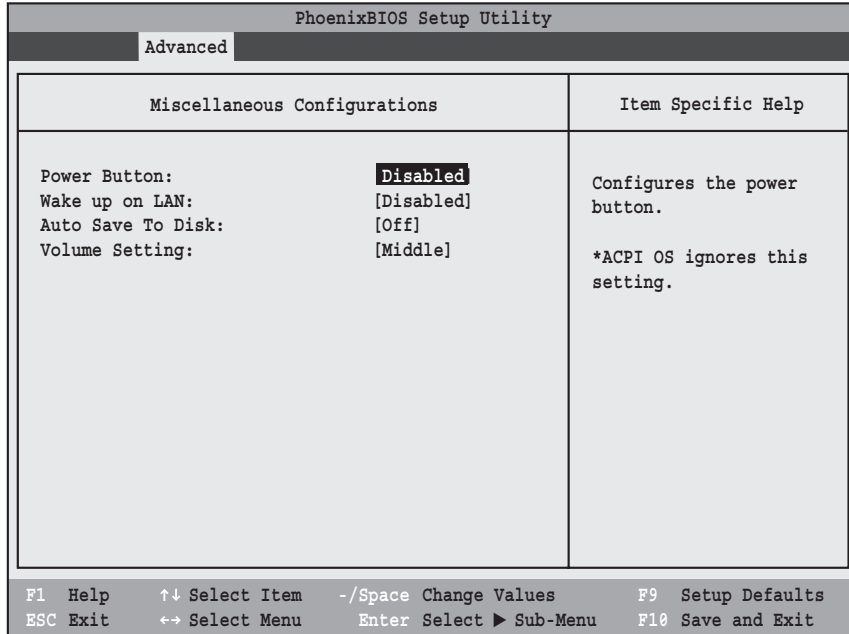 PhoenixBIOS Setup Utility
Advanced
Miscellaneous Configurations
Item Specific Help
Power Button: Disabled
Wake up on LAN: [Disabled]
Auto Save To Disk: [Off]
Volume Setting: [Middle]
Configures the power
button.
*ACPI OS ignores this
setting.
F1 Help ↑↓ Select Item -/Space Change Values F9 Setup Defaults
ESC Exit ←→ Select Menu Enter Select ▶ Sub-Menu F10 Save and Exit